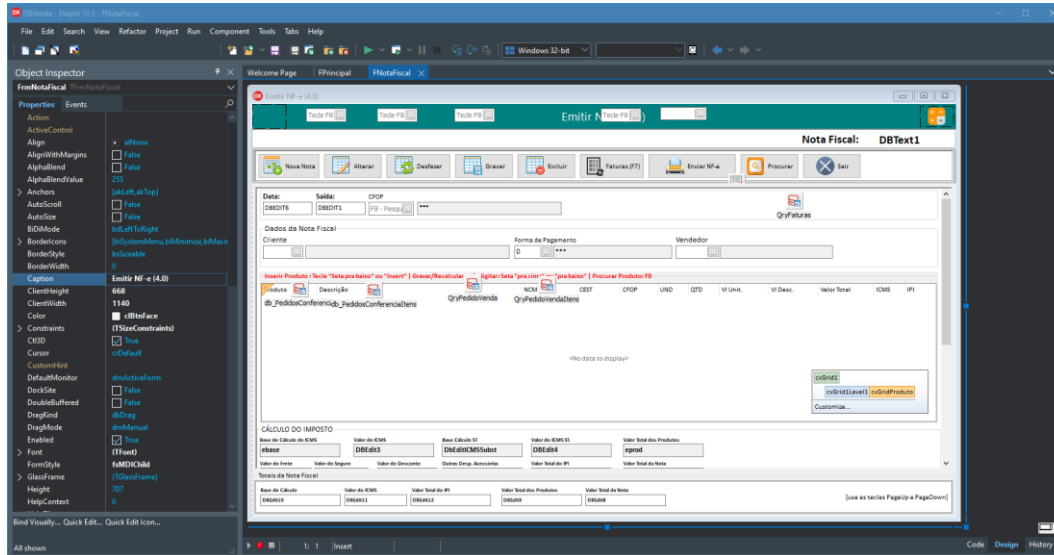 DBVenda - Delphi 10.3 - FNotaFiscal
File Edit Search View Refactor Project Run Component Tools Tabs Help
Windows 32-bit
Object Inspector
FrmNotaFiscal TFrmNotaFiscal
Properties Events
Action
ActiveControl
Align alNone
AlignWithMargins False
AlphaBlend False
AlphaBlendValue 255
Anchors [akLeft,akTop]
AutoScroll False
AutoSize False
BiDiMode bdLeftToRight
BorderIcons
BorderStyle bsSizeable
BorderWidth 0
Caption Emitir NF-e (4.0)
ClientHeight 668
ClientWidth 1140
Color clBtnFace
Constraints (TSizeConstraints)
Ctl3D True
Cursor crDefault
CustomHint
DefaultMonitor dmActiveForm
DockSite False
DoubleBuffered False
DragKind dkDrag
DragMode dmManual
Enabled True
Font (TFont)
FormStyle fsMDIChild
GlassFrame (TGlassFrame)
Height 707
HelpContext 0
Bind Visually... Quick Edit... Quick Edit Icon...
All shown
Welcome Page FPrincipal FNotaFiscal
Emitir NF-e (4.0)
Tecle F8 ... Tecle F8 ... Tecle F8 ... Emitir N Tecle F8 ... ) ...
Nota Fiscal: DBText1
Nova Nota Alterar Desfazer Gravar Excluir Faturas (F7) Enviar NF-e Procurar Sair
Data: Saída: CFOP
DBEDIT6 DBEDIT1 F8 - Pesqui ... ***
QryFaturas
Dados da Nota Fiscal
Cliente Forma de Pagamento Vendedor
... 0 ... *** ...
Inserir Produto : Tecle "Seta pra baixo" ou "Insert" | Gravar/Recalcular "pra baixo" | Procurar Produto: F8
Descrição NCM CEST CFOP UND QTD Vl Unit. Vl Desc. Valor Total ICMS IPI
db_PedidosConferenci db_PedidosConferenciaItens QryPedidoVenda QryPedidoVendaItens
<No data to display>
cxGrid1
cxGrid1Level1 cxGridProduto
Customize...
CÁLCULO DO IMPOSTO
Base de Cálculo do ICMS Valor do ICMS Base Cálculo ST Valor do ICMS ST Valor Total dos Produtos
ebase DBEdit3 DbEditICMSSubst DBEdit4 eprod
Valor do Frete Valor do Seguro Valor do Desconto Outras Desp. Acessórias Valor Total do IPI Valor Total da Nota
Totais da Nota Fiscal
Base de Cálculo Valor do ICMS Valor Total do IPI Valor Total dos Produtos Valor Total da Nota
DBEdit10 DBEdit11 DBEdit12 DBEdit9 DBEdit8
[use as teclas PageUp a PageDown]
1: 1 Insert
Code Design History